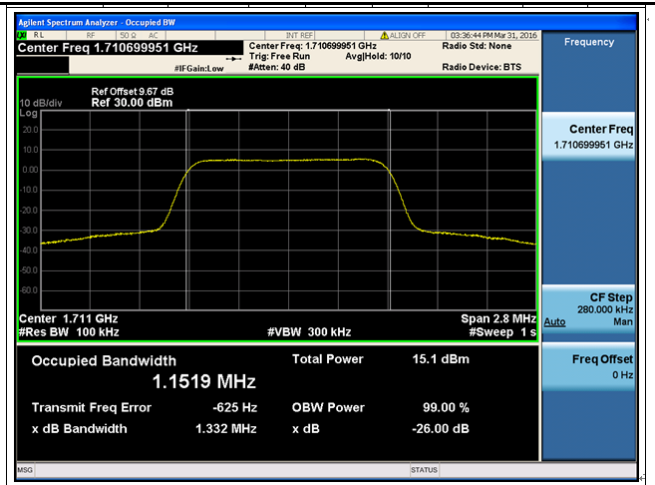 Agilent Spectrum Analyzer - Occupied BW
RL RF 50 Ω AC INT REF ALIGN OFF 03:36:44 PM Mar 31, 2016
Center Freq 1.710699951 GHz
Center Freq: 1.710699951 GHz Radio Std: None
Trig: Free Run Avg|Hold: 10/10
#IFGain:Low #Atten: 40 dB Radio Device: BTS
Frequency
Ref Offset 9.67 dB
10 dB/div Ref 30.00 dBm
Log
20.0
10.0
0.00
-10.0
-20.0
-30.0
-40.0
-50.0
-60.0
Center 1.711 GHz Span 2.8 MHz
#Res BW 100 kHz #VBW 300 kHz #Sweep 1 s
Occupied Bandwidth Total Power 15.1 dBm
1.1519 MHz
Transmit Freq Error -625 Hz OBW Power 99.00 %
x dB Bandwidth 1.332 MHz x dB -26.00 dB
Center Freq
1.710699951 GHz
CF Step
280.000 kHz
Auto Man
Freq Offset
0 Hz
MSG STATUS